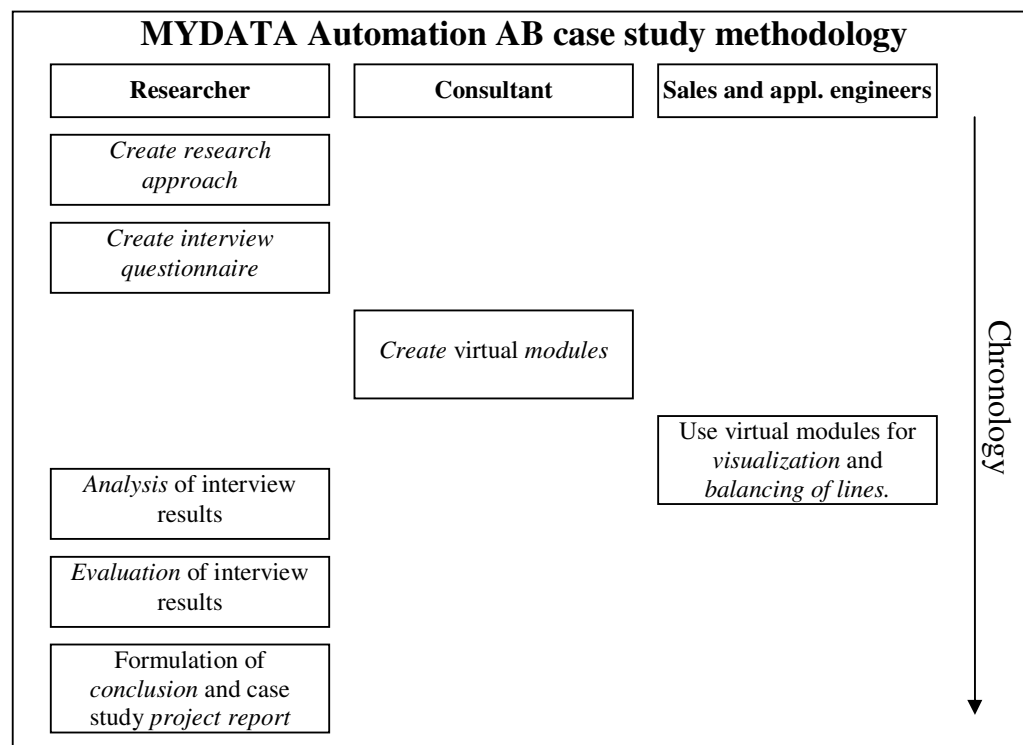 MYDATA Automation AB case study methodology
Researcher
Consultant
Sales and appl. engineers
Create research
approach
Create interview
questionnaire
Create virtual modules
Use virtual modules for
visualization and
balancing of lines.
Analysis of interview
results
Evaluation of interview
results
Formulation of
conclusion and case
study project report
Chronology